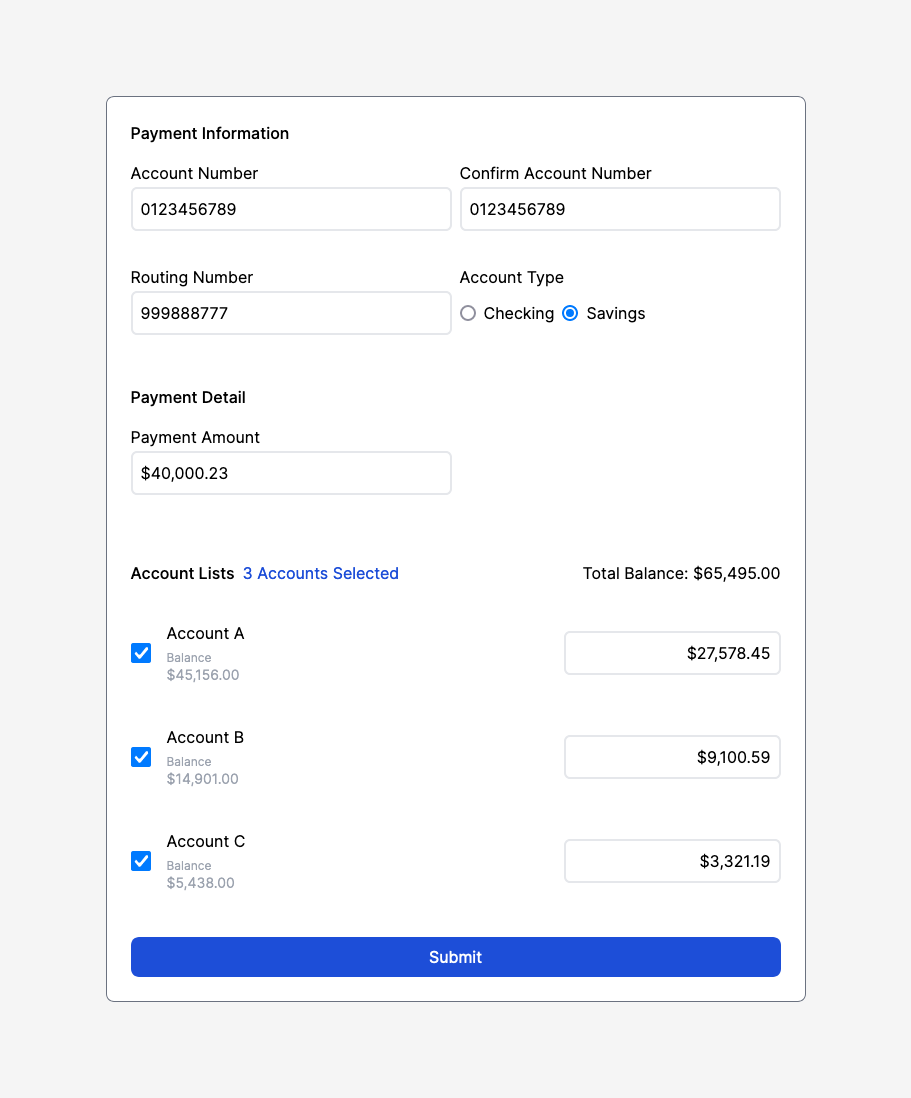 Payment Information
Account Number
Confirm Account Number
0123456789
0123456789
Routing Number
Account Type
999888777
Checking
Savings
Payment Detail
Payment Amount
$40,000.23
Account Lists 3 Accounts Selected
Total Balance: $65,495.00
Account A
Balance
$45,156.00
$27,578.45
Account B
Balance
$14,901.00
$9,100.59
Account C
Balance
$5,438.00
$3,321.19
Submit